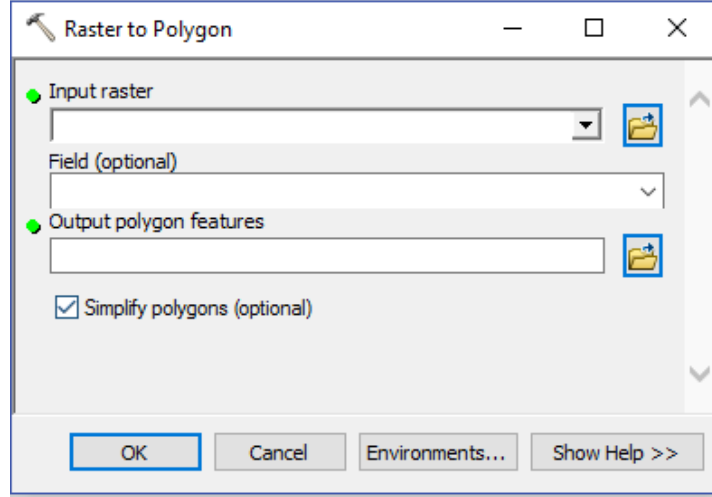 Raster to Polygon
Input raster
Field (optional)
Output polygon features
Simplify polygons (optional)
OK Cancel Environments... Show Help >>